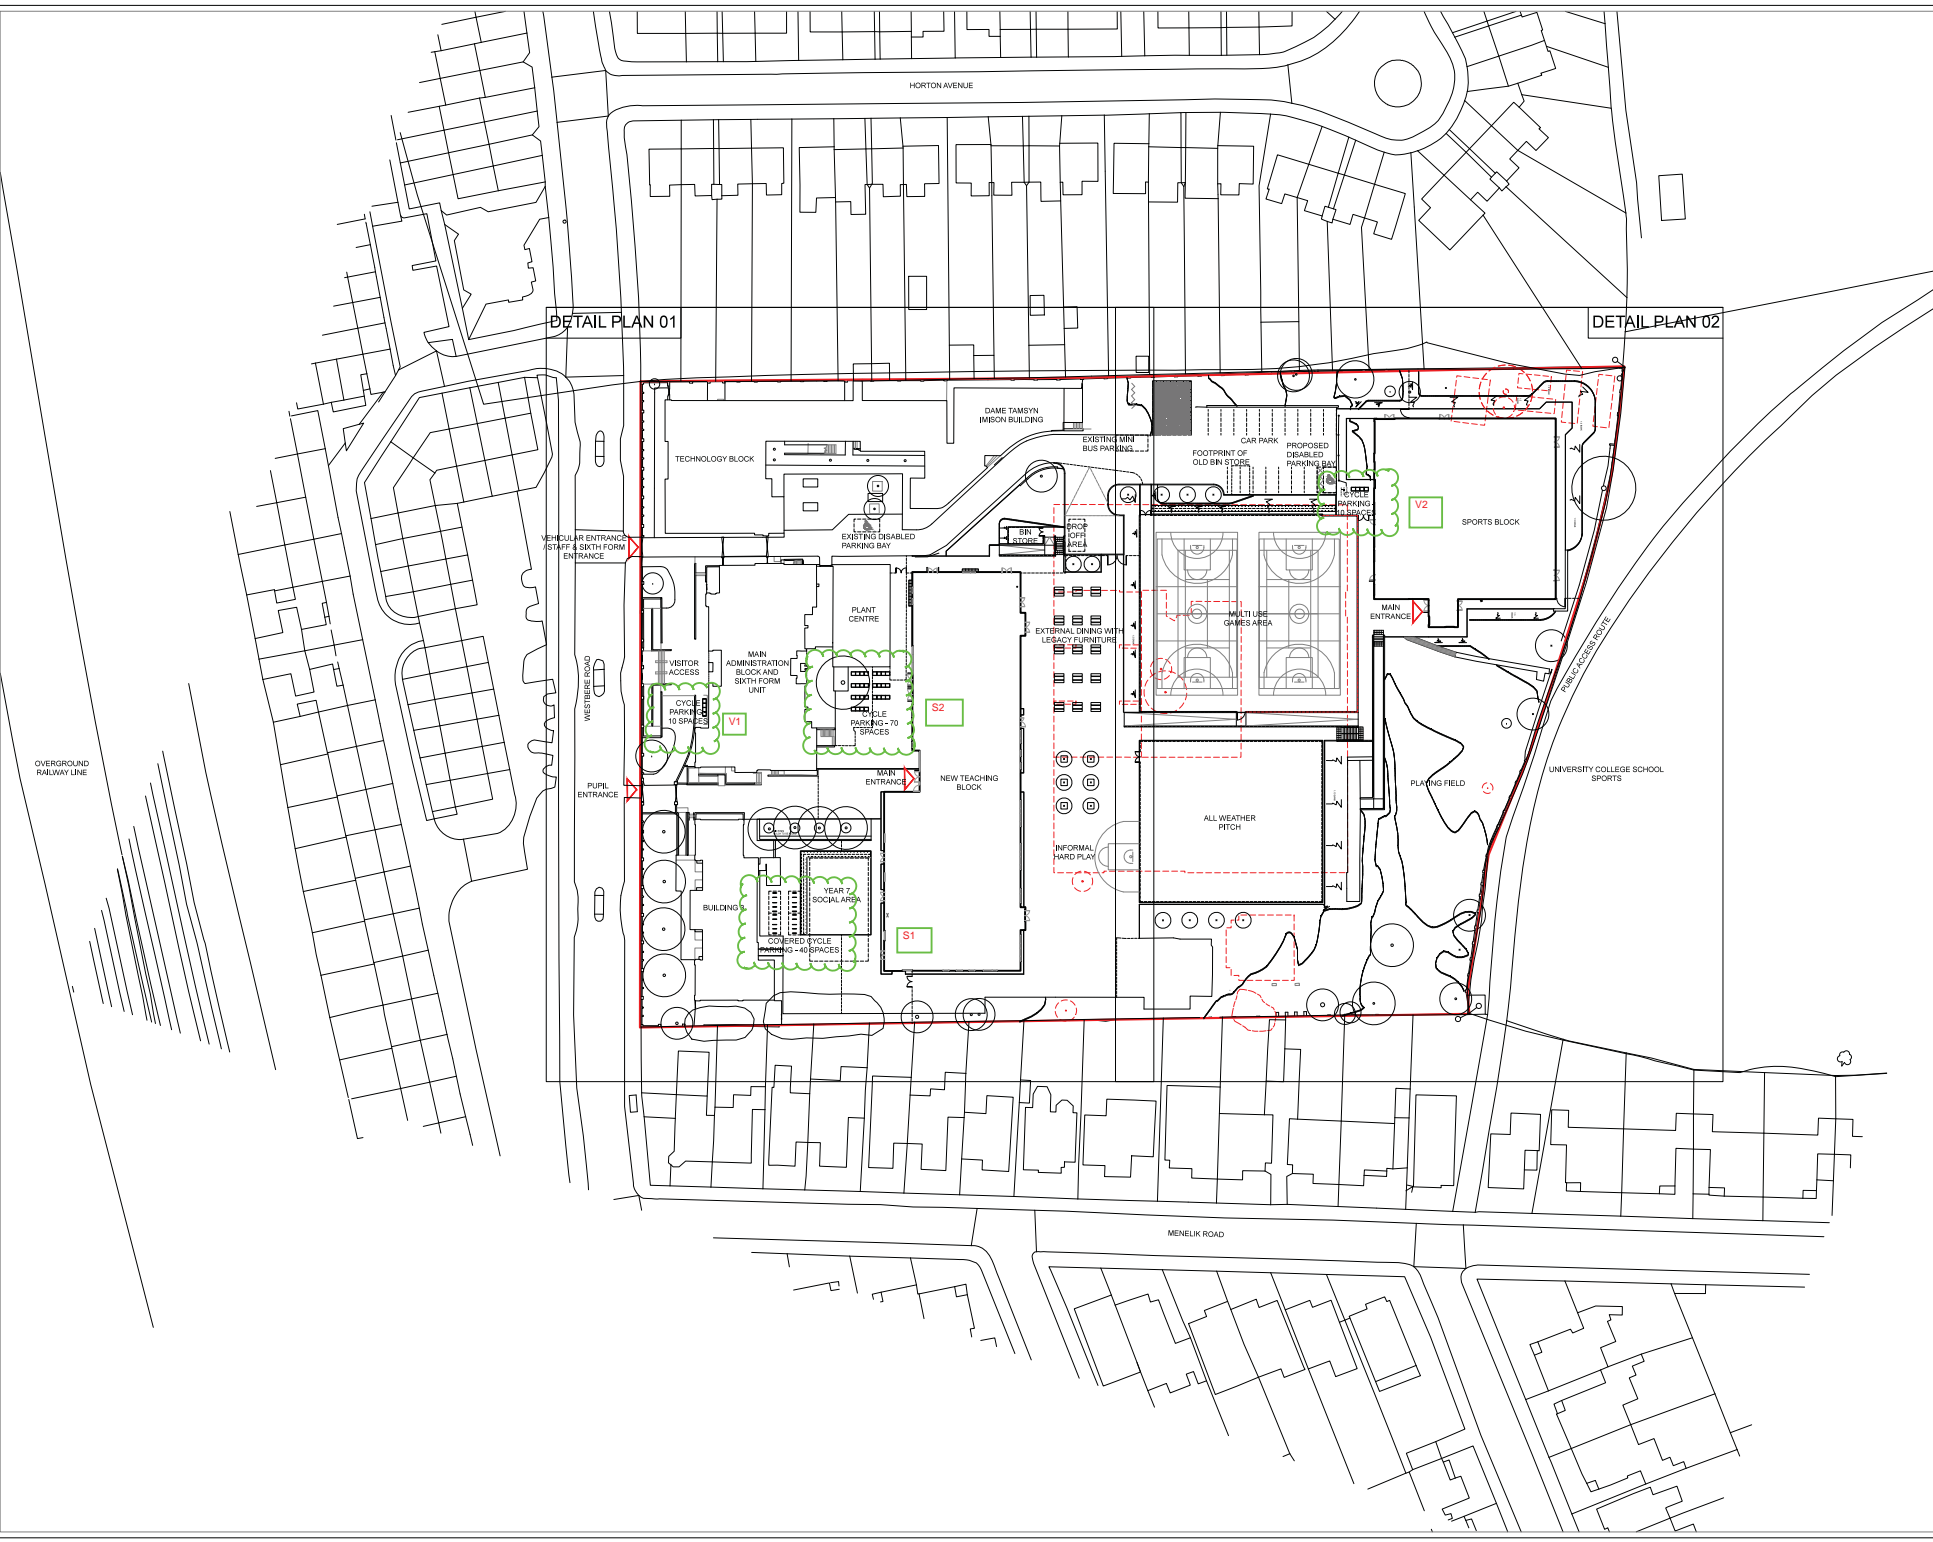 HORTON AVENUE
DETAIL PLAN 01
DETAIL PLAN 02
DAME TAMSYN
IMISON BUILDING
EXISTING MINI
BUS PARKING
CAR PARK
FOOTPRINT OF
OLD BIN STORE
PROPOSED
DISABLED
PARKING BAY
TECHNOLOGY BLOCK
CYCLE
PARKING
10 SPACES
V2
SPORTS BLOCK
VEHICULAR ENTRANCE
/ STAFF & SIXTH FORM
ENTRANCE
EXISTING DISABLED
PARKING BAY
BIN
STORE
DROP
OFF
AREA
PLANT
CENTRE
MULTI USE
GAMES AREA
MAIN
ENTRANCE
EXTERNAL DINING WITH
LEGACY FURNITURE
PUBLIC ACCESS ROUTE
WESTBERE ROAD
VISITOR
ACCESS
MAIN
ADMINISTRATION
BLOCK AND
SIXTH FORM
UNIT
CYCLE
PARKING
10 SPACES
V1
CYCLE
PARKING - 70
SPACES
S2
OVERGROUND
RAILWAY LINE
PUPIL
ENTRANCE
MAIN
ENTRANCE
NEW TEACHING
BLOCK
PLAYING FIELD
UNIVERSITY COLLEGE SCHOOL
SPORTS
ALL WEATHER
PITCH
INFORMAL
HARD PLAY
BUILDING 3
YEAR 7
SOCIAL AREA
COVERED CYCLE
PARKING - 40 SPACES
S1
MENELIK ROAD